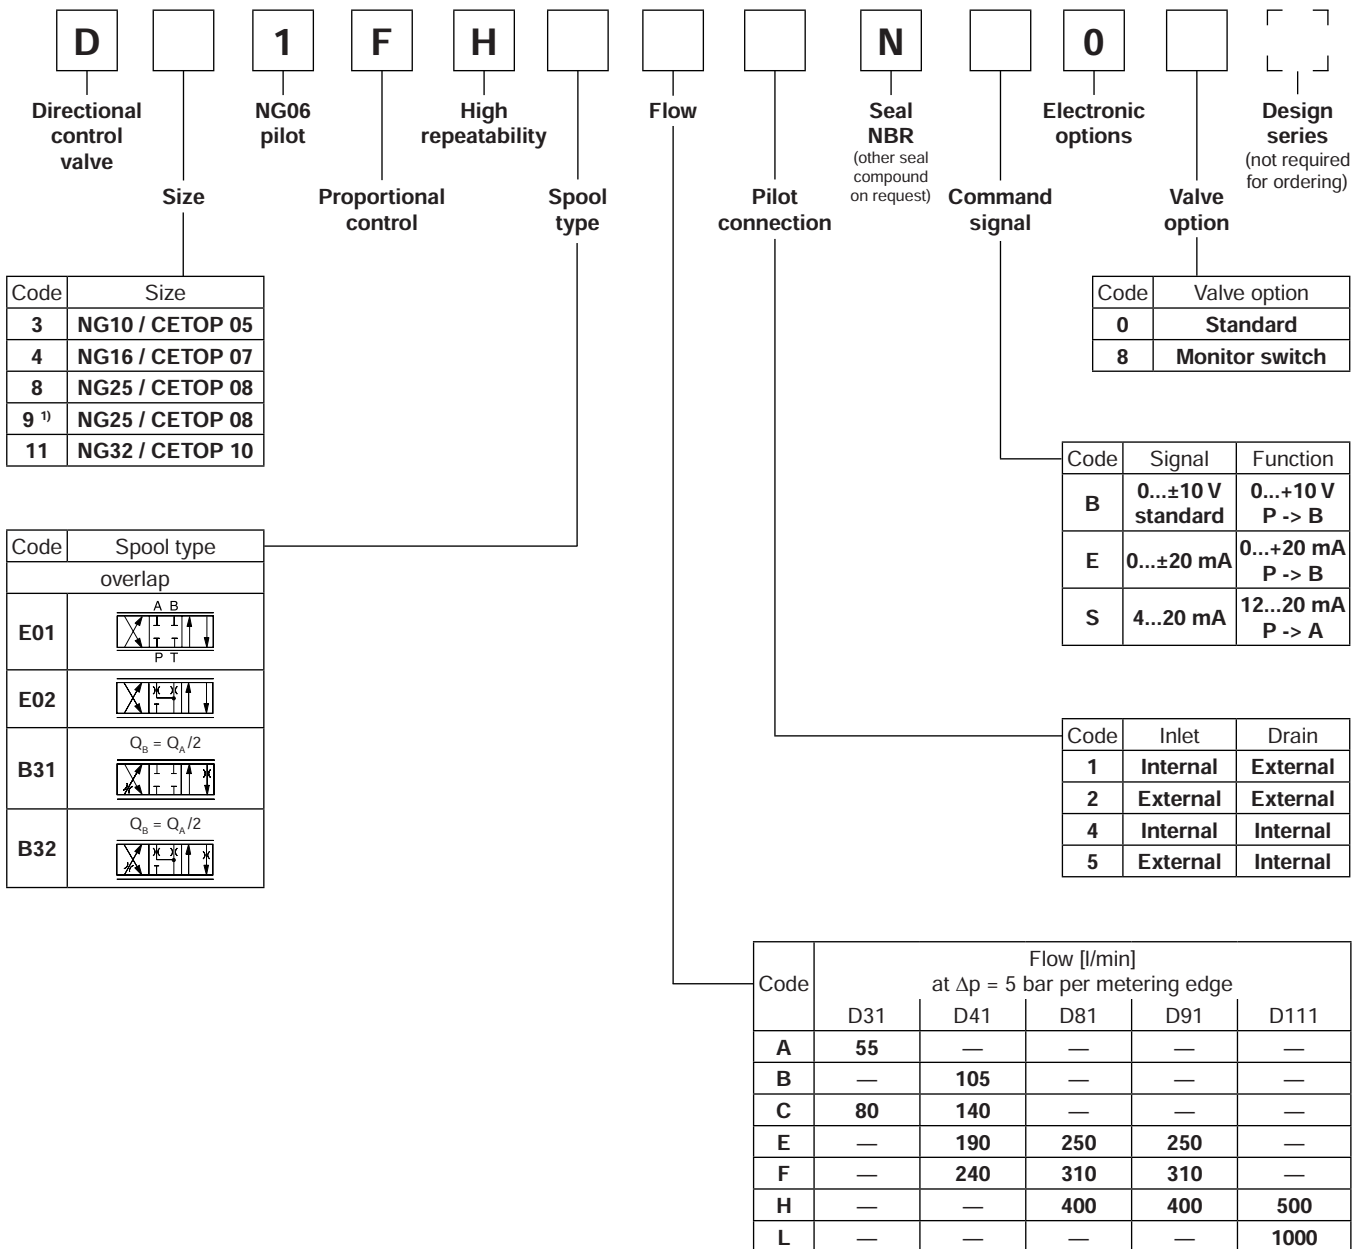 D 1 F H N 0
Directional control valve
Size
NG06 pilot
Proportional control
High repeatability
Spool type
Flow
Pilot connection
Seal NBR
(other seal compound on request)
Command signal
Electronic options
Valve option
Design series
(not required for ordering)
Code Size
3 NG10 / CETOP 05
4 NG16 / CETOP 07
8 NG25 / CETOP 08
9 1) NG25 / CETOP 08
11 NG32 / CETOP 10
Code Valve option
0 Standard
8 Monitor switch
Code Signal Function
B 0...±10 V standard 0...+10 V P -> B
E 0...±20 mA 0...+20 mA P -> B
S 4...20 mA 12...20 mA P -> A
Code Spool type
overlap
A B
E01
P T
E02
QB = QA/2
B31
QB = QA/2
B32
Code Inlet Drain
1 Internal External
2 External External
4 Internal Internal
5 External Internal
Code Flow [l/min]
at Δp = 5 bar per metering edge
D31 D41 D81 D91 D111
A 55 — — — —
B — 105 — — —
C 80 140 — — —
E — 190 250 250 —
F — 240 310 310 —
H — — 400 400 500
L — — — — 1000